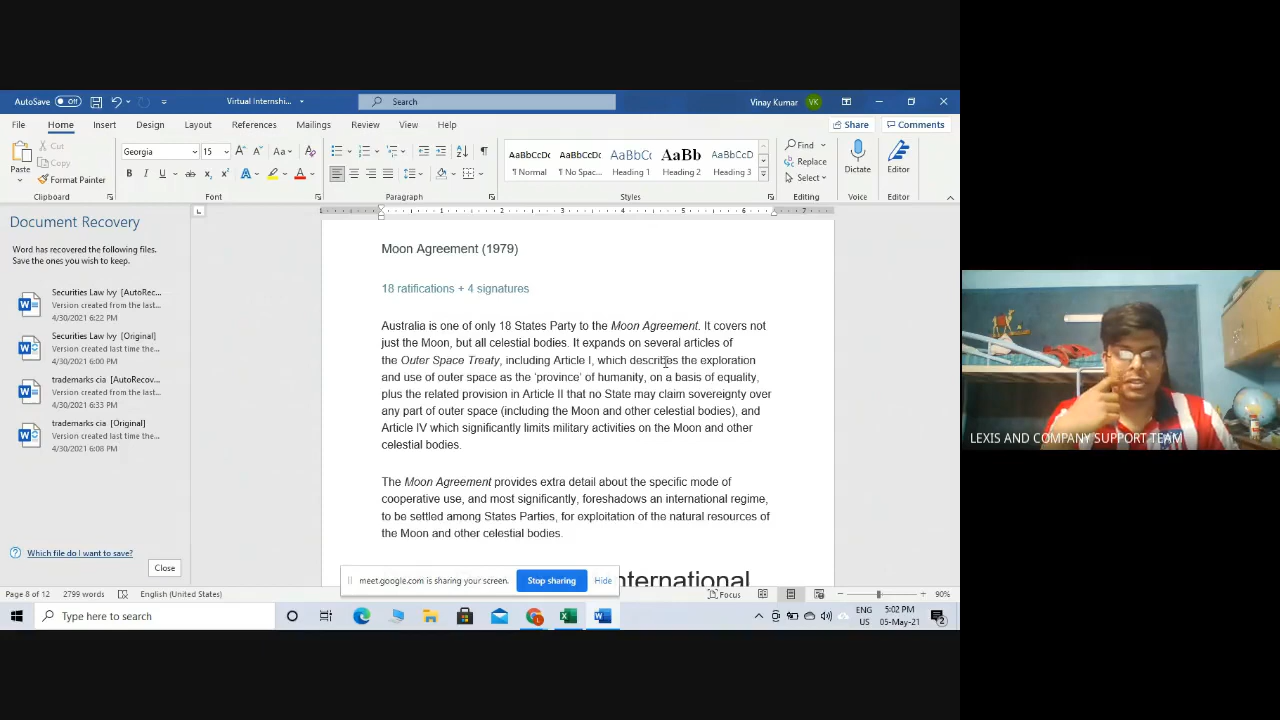 AutoSave Off Virtual Internshi... Search Vinay Kumar VK
File Home Insert Design Layout References Mailings Review View Help Share Comments
Paste Cut Copy Format Painter Georgia 15 Find Replace Select Dictate Editor
AaBbCcDc AaBbCcDc AaBbCc AaBb AaBbCcD
¶ Normal ¶ No Spac... Heading 1 Heading 2 Heading 3
Clipboard Font Paragraph Styles Editing Voice Editor
Document Recovery
Word has recovered the following files.
Save the ones you wish to keep.
Securities Law Ivy [AutoRec...
Version created from the last...
4/30/2021 6:22 PM
Securities Law Ivy [Original]
Version created from the last time the...
4/30/2021 6:00 PM
trademarks cia [AutoRecov...
Version created from the last...
4/30/2021 6:33 PM
trademarks cia [Original]
Version created from the last time the...
4/30/2021 6:08 PM
Which file do I want to save?
Close
Moon Agreement (1979)
18 ratifications + 4 signatures
Australia is one of only 18 States Party to the Moon Agreement. It covers not
just the Moon, but all celestial bodies. It expands on several articles of
the Outer Space Treaty, including Article I, which describes the exploration
and use of outer space as the 'province' of humanity, on a basis of equality,
plus the related provision in Article II that no State may claim sovereignty over
any part of outer space (including the Moon and other celestial bodies), and
Article IV which significantly limits military activities on the Moon and other
celestial bodies.
The Moon Agreement provides extra detail about the specific mode of
cooperative use, and most significantly, foreshadows an international regime,
to be settled among States Parties, for exploitation of the natural resources of
the Moon and other celestial bodies.
International
meet.google.com is sharing your screen. Stop sharing Hide
Page 8 of 12 2799 words English (United States) Focus 90%
Type here to search ENG US 5:02 PM 05-May-21 2
LEXIS AND COMPANY SUPPORT TEAM